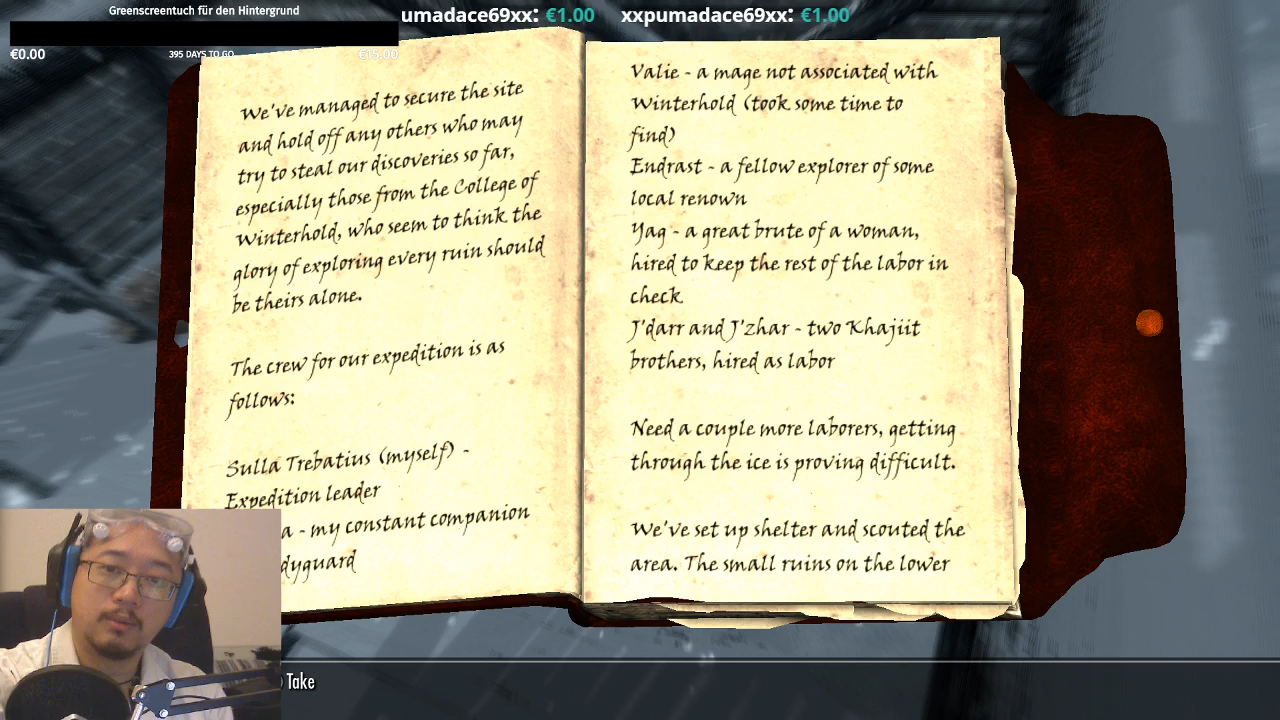 Greenscreentuch für den Hintergrund
€0.00 395 DAYS TO GO €15.00
umadace69xx: €1.00 xxpumadace69xx: €1.00
We've managed to secure the site
and hold off any others who may
try to steal our discoveries so far,
especially those from the College of
Winterhold, who seem to think the
glory of exploring every ruin should
be theirs alone.
The crew for our expedition is as
follows:
Sulla Trebatius (myself) -
Expedition leader
a - my constant companion
dyguard
Valie - a mage not associated with
Winterhold (took some time to
find)
Endrast - a fellow explorer of some
local renown
Yag - a great brute of a woman,
hired to keep the rest of the labor in
check.
J'darr and J'zhar - two Khajiit
brothers, hired as labor
Need a couple more laborers, getting
through the ice is proving difficult.
We've set up shelter and scouted the
area. The small ruins on the lower
Take